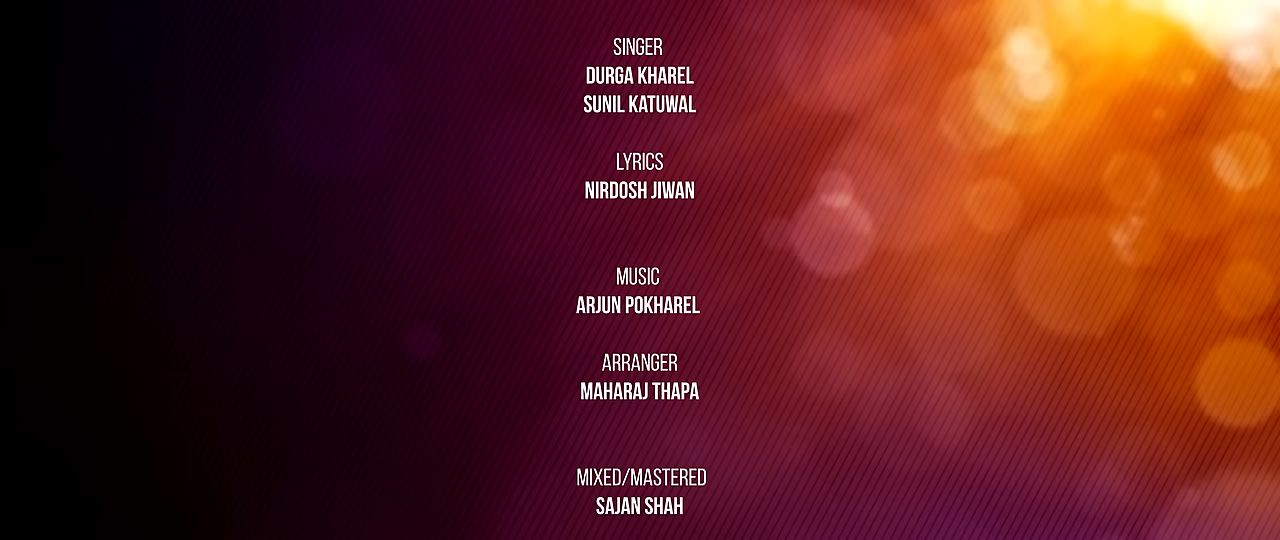 SINGER
DURGA KHAREL
SUNIL KATUWAL
LYRICS
NIRDOSH JIWAN
MUSIC
ARJUN POKHAREL
ARRANGER
MAHARAJ THAPA
MIXED/MASTERED
SAJAN SHAH